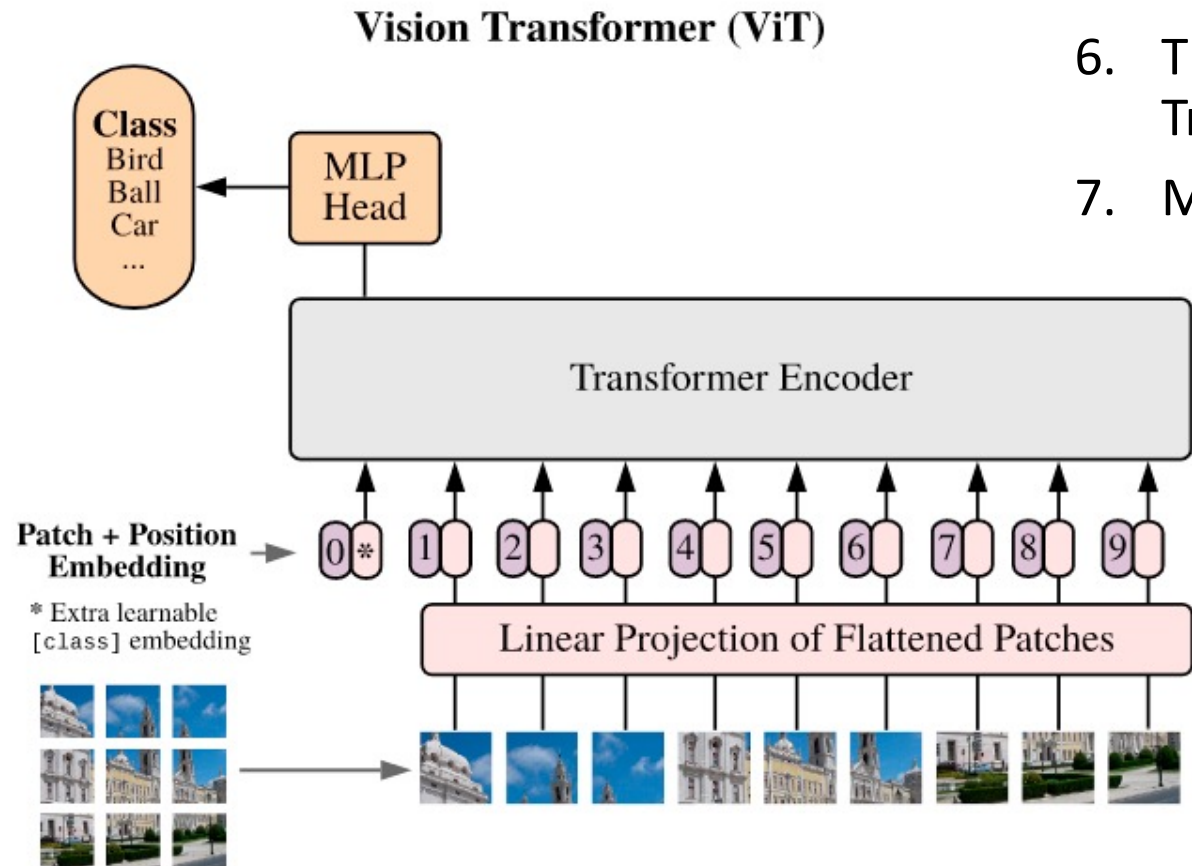 Vision Transformer (ViT)
6. T
Tr
7. M
Class
Bird
Ball
Car
...
MLP
Head
Transformer Encoder
Patch + Position
Embedding
0 * 1 2 3 4 5 6 7 8 9
* Extra learnable
[class] embedding
Linear Projection of Flattened Patches